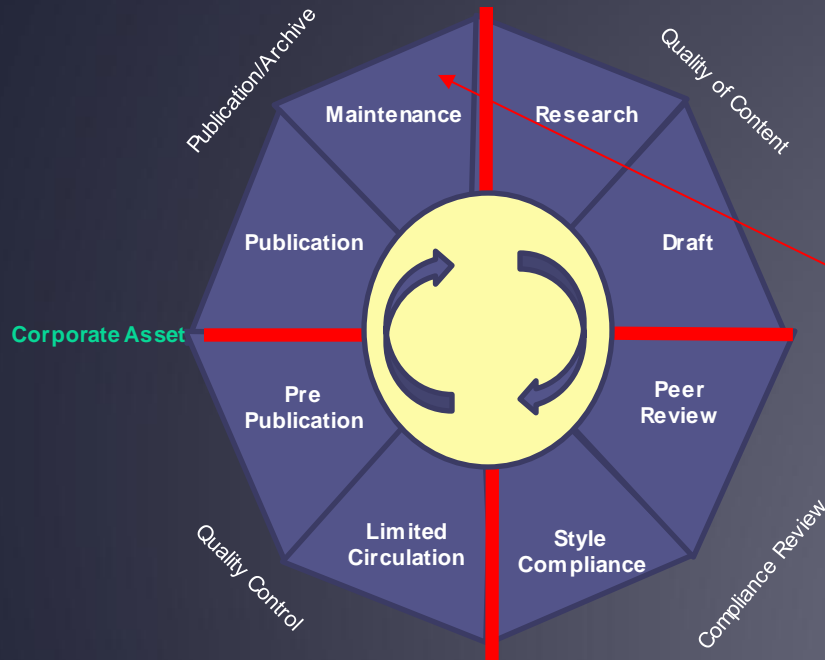 Publication/Archive
Quality of Content
Maintenance
Research
Publication
Draft
Corporate Asset
Pre
Publication
Peer
Review
Limited
Circulation
Style
Compliance
Quality Control
Compliance Review